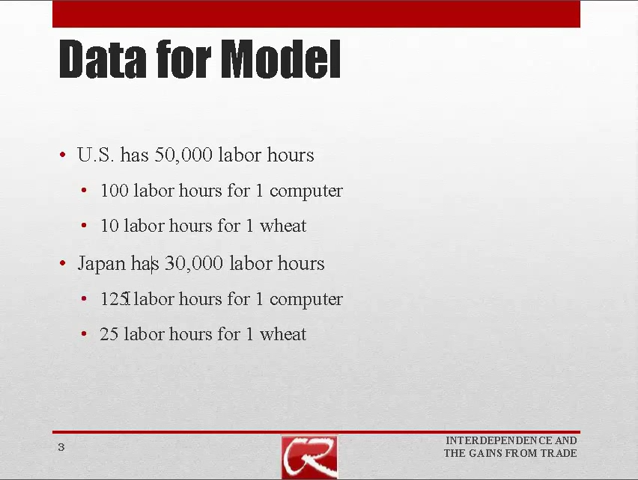 Data for Model
• U.S. has 50,000 labor hours
• 100 labor hours for 1 computer
• 10 labor hours for 1 wheat
• Japan has 30,000 labor hours
• 125 labor hours for 1 computer
• 25 labor hours for 1 wheat
3
INTERDEPENDENCE AND
THE GAINS FROM TRADE